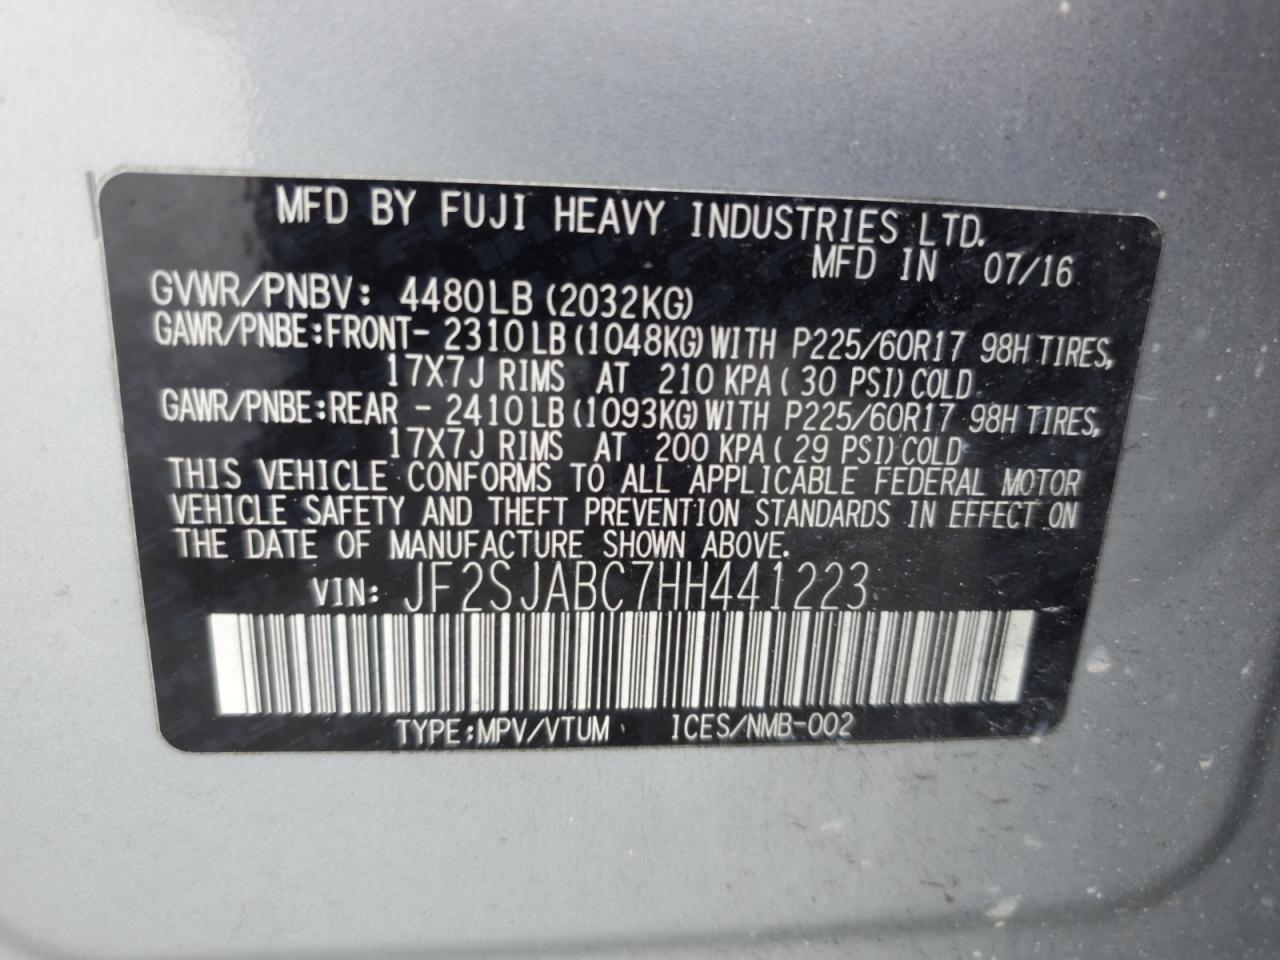 MFD BY FUJI HEAVY INDUSTRIES LTD.
MFD IN 07/16
GVWR/PNBV: 4480LB (2032KG)
GAWR/PNBE:FRONT- 2310LB (1048KG) WITH P225/60R17 98H TIRES,
17X7J RIMS AT 210 KPA ( 30 PSI) COLD
GAWR/PNBE:REAR - 2410LB (1093KG) WITH P225/60R17 98H TIRES,
17X7J RIMS AT 200 KPA ( 29 PSI) COLD
THIS VEHICLE CONFORMS TO ALL APPLICABLE FEDERAL MOTOR
VEHICLE SAFETY AND THEFT PREVENTION STANDARDS IN EFFECT ON
THE DATE OF MANUFACTURE SHOWN ABOVE.
VIN: JF2SJABC7HH441223
TYPE:MPV/VTUM ICES/NMB-002